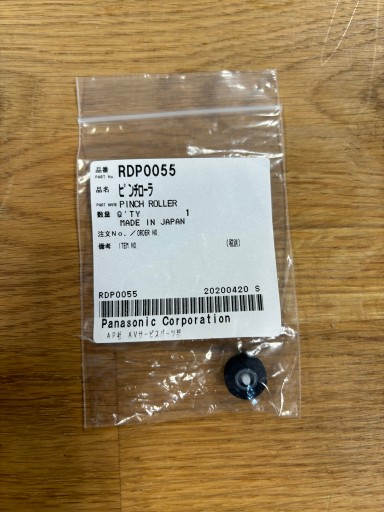 品番 RDP0055
PART No.
品名 ピンチローラ
PART NAME PINCH ROLLER
数量 Q'TY 1
MADE IN JAPAN
注文No./ORDER NO
備考 ITEM NO (税抜)
RDP0055 20200420 S
Panasonic Corporation
AP社 AVサービスパーツ部